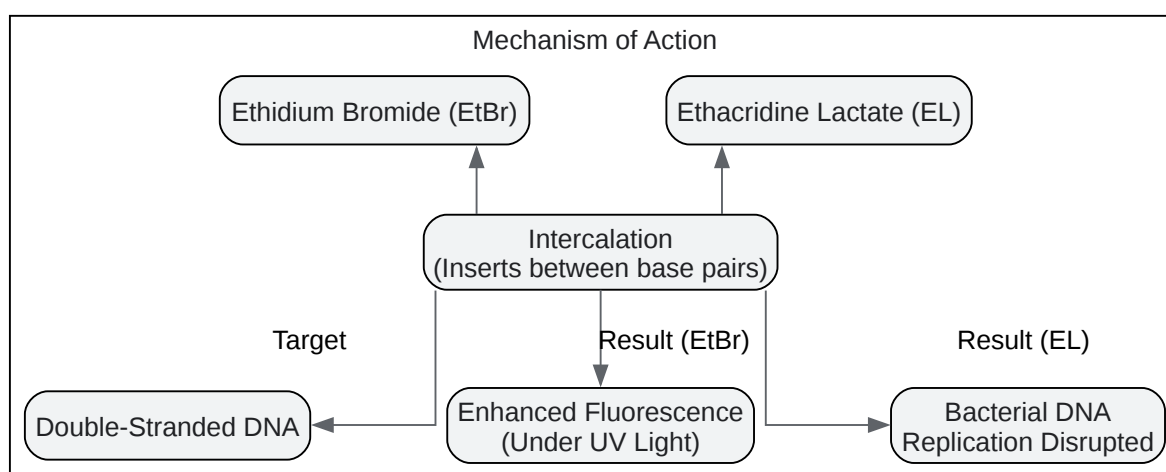 Mechanism of Action
Ethidium Bromide (EtBr)
Ethacridine Lactate (EL)
Intercalation
(Inserts between base pairs)
Target
Result (EtBr)
Result (EL)
Double-Stranded DNA
Enhanced Fluorescence
(Under UV Light)
Bacterial DNA
Replication Disrupted